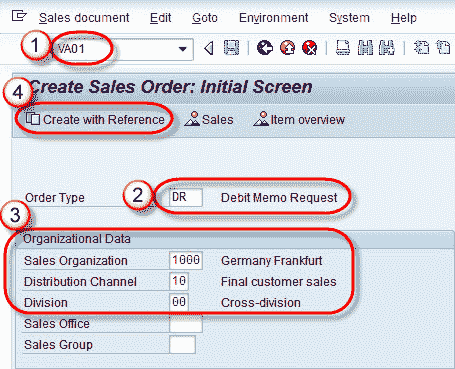 Sales document Edit Goto Environment System Help
1 VA01
Create Sales Order: Initial Screen
4 Create with Reference Sales Item overview
Order Type 2 DR Debit Memo Request
3
Organizational Data
Sales Organization 1000 Germany Frankfurt
Distribution Channel 10 Final customer sales
Division 00 Cross-division
Sales Office
Sales Group